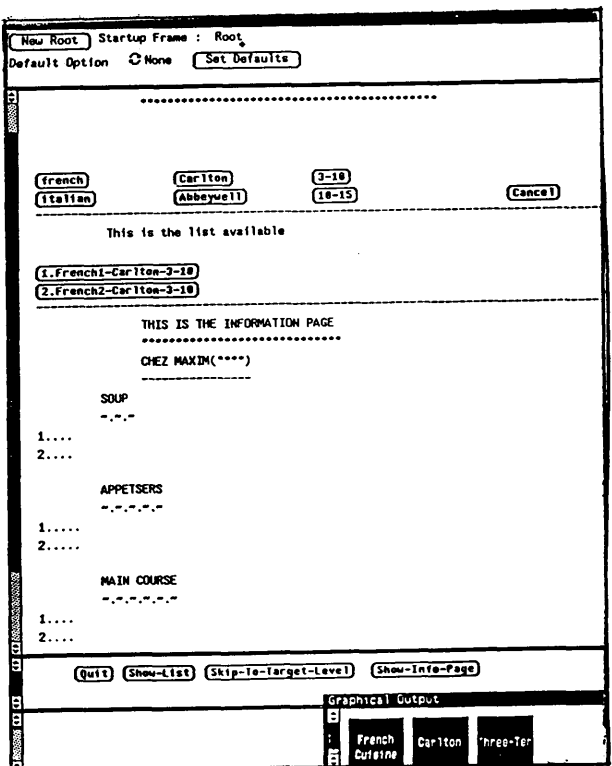 New Root Startup Frame : Root
Default Option None Set Defaults
french Carlton 3-10 
italian Abbeywell 10-15 Cancel
This is the list available
1.French1-Carlton-3-10
2.French2-Carlton-3-10
THIS IS THE INFORMATION PAGE
CHEZ MAXIM(****)
SOUP
~.~.~
1....
2....
APPETSERS
~.~.~.~.~
1.....
2.....
MAIN COURSE
~.~.~.~.~.~
1....
2....
Quit Show-List Skip-To-Target-Level Show-Info-Page
Graphical Output
French Carlton hree-Ter
Cuisine